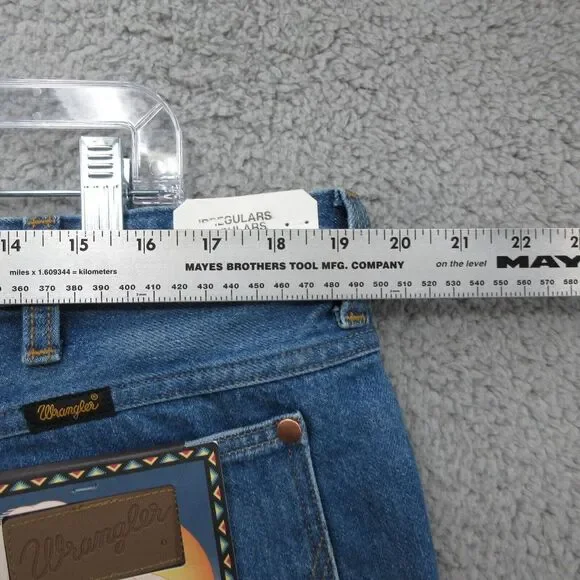 IRREGULARS
14 15 16 17 18 19 20 21 22
miles x 1.609344 = kilometers MAYES BROTHERS TOOL MFG. COMPANY on the level MAY
360 370 380 390 400 410 420 430 440 450 460 470 480 490 500 510 520 530 540 550 560 570 580
Wrangler®
Wrangler